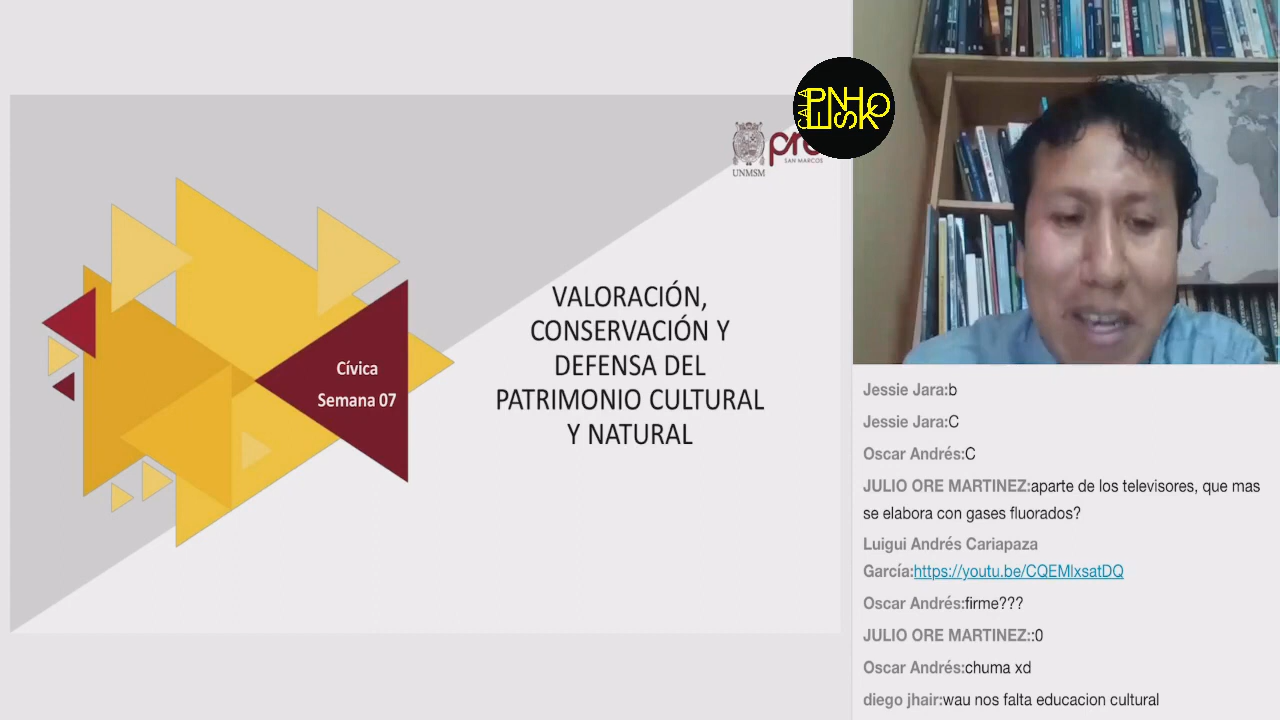 CALA
PENHSKO
UNMSM
SAN MARCOS
Cívica
Semana 07
VALORACIÓN,
CONSERVACIÓN Y
DEFENSA DEL
PATRIMONIO CULTURAL
Y NATURAL
Jessie Jara:b
Jessie Jara:C
Oscar Andrés:C
JULIO ORE MARTINEZ:aparte de los televisores, que mas
se elabora con gases fluorados?
Luigui Andrés Cariapaza
García:https://youtu.be/CQEMlxsatDQ
Oscar Andrés:firme???
JULIO ORE MARTINEZ::0
Oscar Andrés:chuma xd
diego jhair:wau nos falta educacion cultural